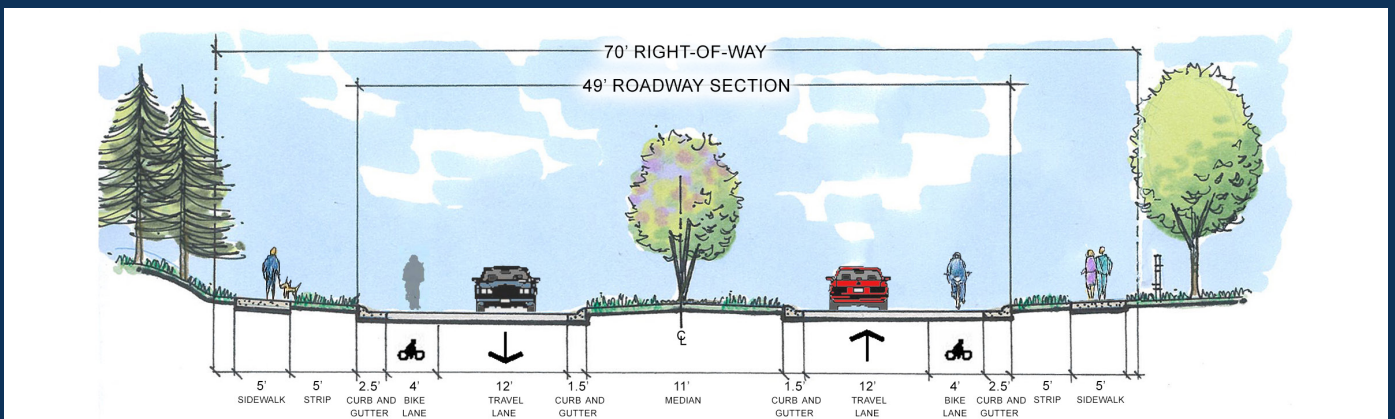 70' RIGHT-OF-WAY
49' ROADWAY SECTION
℄
5' 5' 2.5' 4' 12' 1.5' 11' 1.5' 12' 4' 2.5' 5' 5'
SIDEWALK STRIP CURB AND BIKE TRAVEL CURB AND MEDIAN CURB AND TRAVEL BIKE CURB AND STRIP SIDEWALK
GUTTER LANE LANE GUTTER GUTTER LANE LANE GUTTER